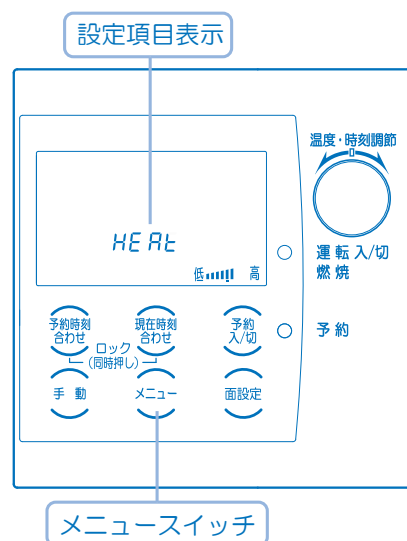 設定項目表示
温度・時刻調節
HEAt
低 高
運転 入/切
燃焼
予約時刻
合わせ
現在時刻
合わせ
予約
入/切
予約
ロック
(同時押し)
手動
メニュー
面設定
メニュースイッチ